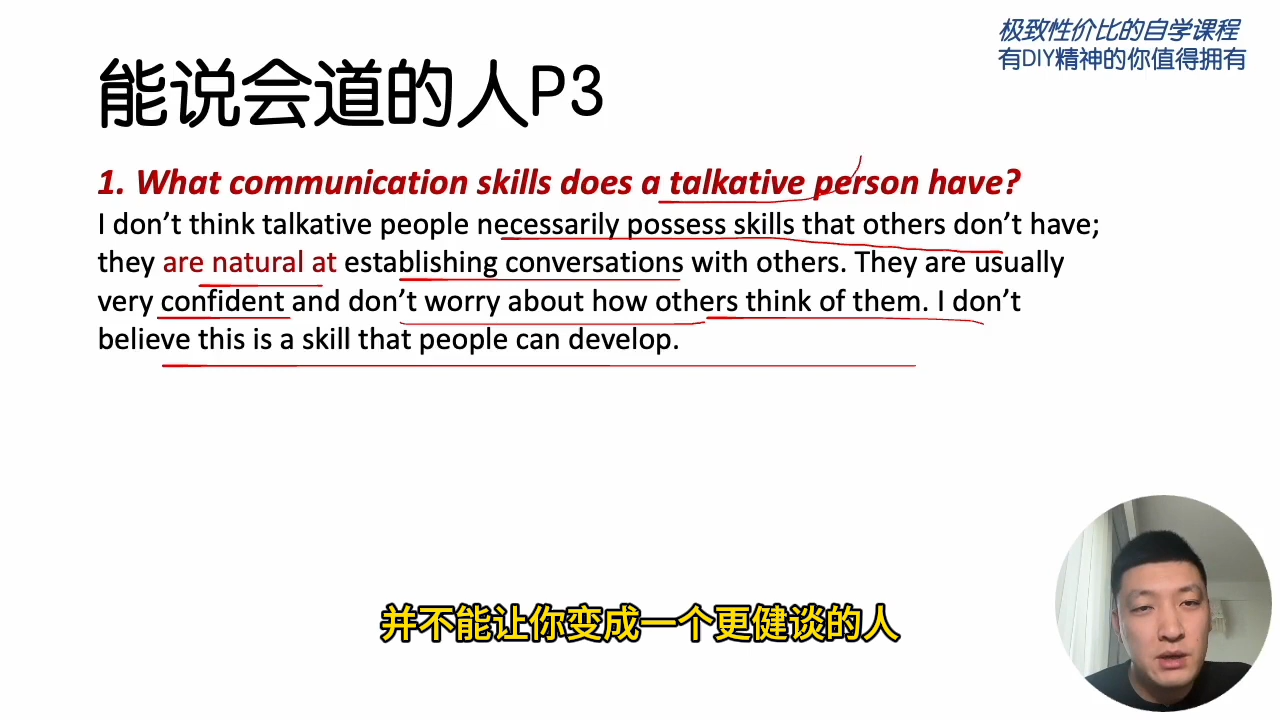 极致性价比的自学课程
有DIY精神的你值得拥有
能说会道的人P3
1. What communication skills does a talkative person have?
I don’t think talkative people necessarily possess skills that others don’t have;
they are natural at establishing conversations with others. They are usually
very confident and don’t worry about how others think of them. I don’t
believe this is a skill that people can develop.
并不能让你变成一个更健谈的人